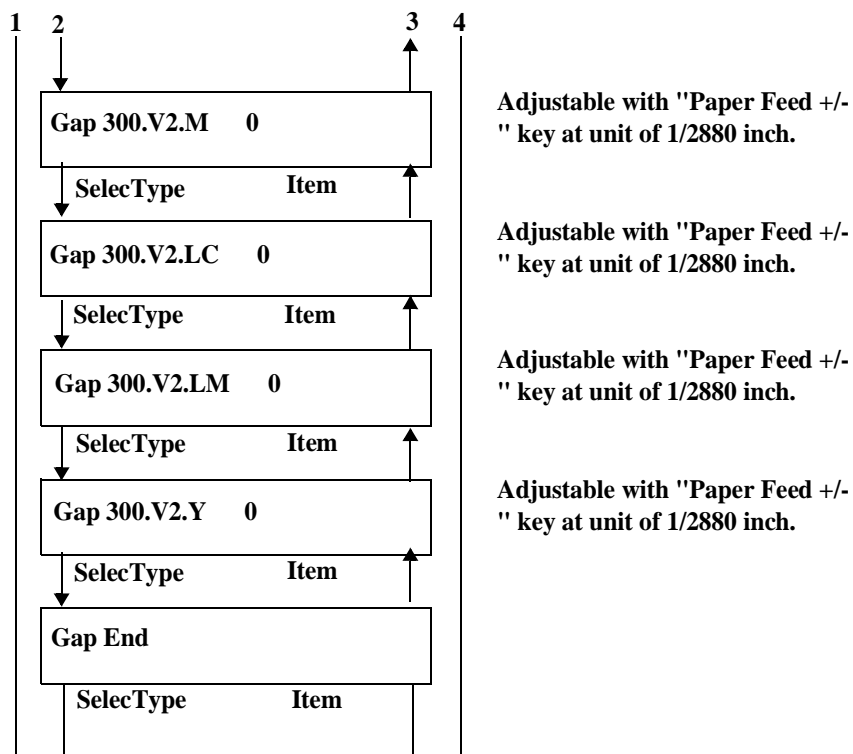 1 2 3 4
Gap 300.V2.M 0
Adjustable with "Paper Feed +/-
" key at unit of 1/2880 inch.
SelecType Item
Gap 300.V2.LC 0
Adjustable with "Paper Feed +/-
" key at unit of 1/2880 inch.
SelecType Item
Gap 300.V2.LM 0
Adjustable with "Paper Feed +/-
" key at unit of 1/2880 inch.
SelecType Item
Gap 300.V2.Y 0
Adjustable with "Paper Feed +/-
" key at unit of 1/2880 inch.
SelecType Item
Gap End
SelecType Item